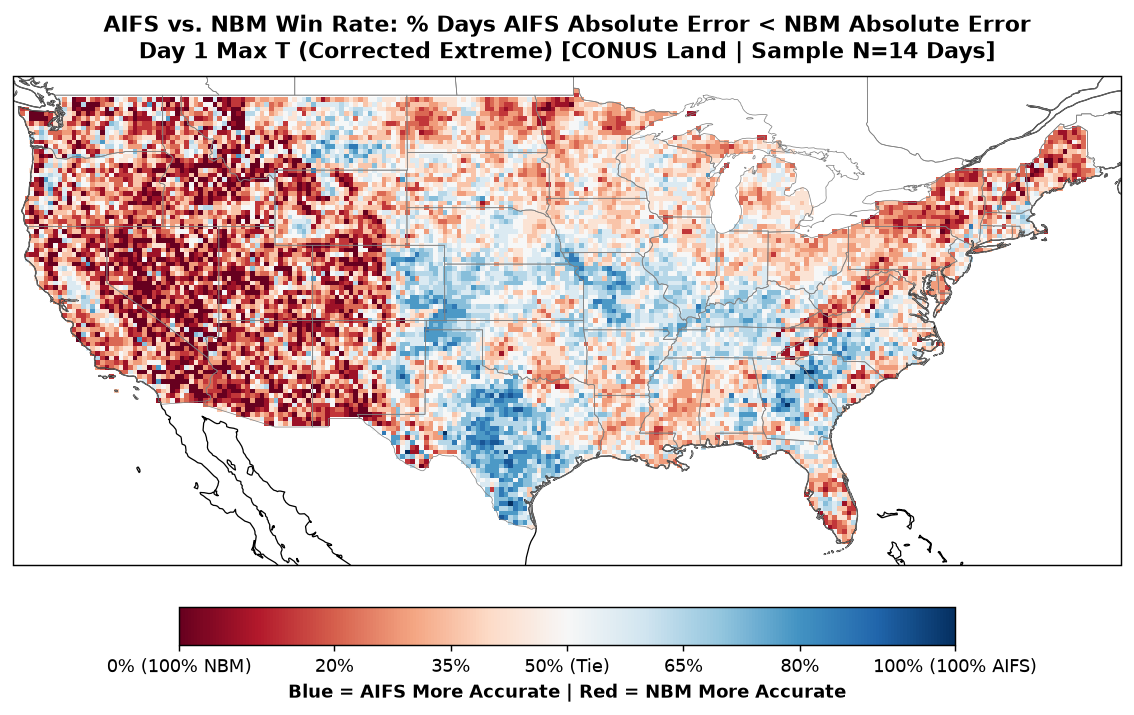 AIFS vs. NBM Win Rate: % Days AIFS Absolute Error < NBM Absolute Error
Day 1 Max T (Corrected Extreme) [CONUS Land | Sample N=14 Days]
0% (100% NBM) 20% 35% 50% (Tie) 65% 80% 100% (100% AIFS)
Blue = AIFS More Accurate | Red = NBM More Accurate